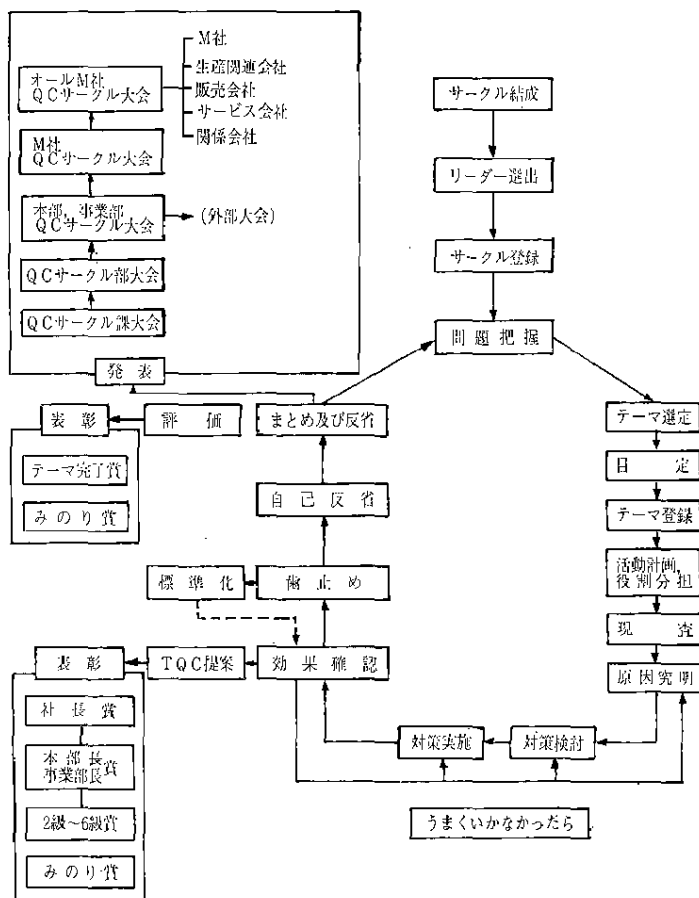 M社
生産関連会社
販売会社
サービス会社
関係会社
オールM社
QCサークル大会
M社
QCサークル大会
本部,事業部
QCサークル大会
(外部大会)
QCサークル部大会
QCサークル課大会
発表
サークル結成
リーダー選出
サークル登録
問題把握
表彰
評価
まとめ及び反省
テーマ完了賞
みのり賞
自己反省
標準化
歯止め
表彰
TQC提案
効果確認
社長賞
本部長
事業部長
賞
2級~6級賞
みのり賞
テーマ選定
目定
テーマ登録
活動計画,
役割分担
現査
原因究明
対策実施
対策検討
うまくいかなかっだら